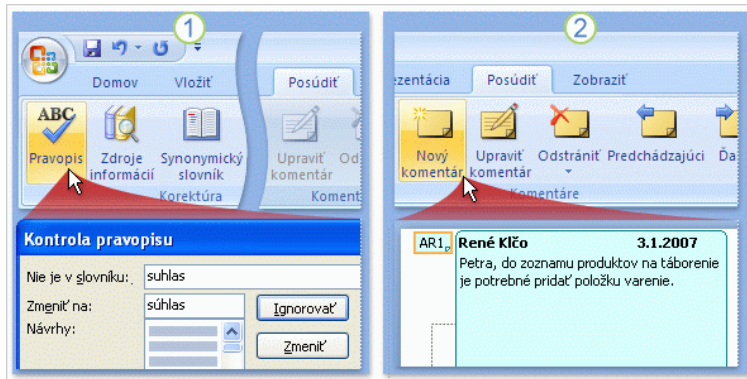 1
Domov Vložiť Posúdiť
ABC
Pravopis Zdroje informácií Synonymický slovník Upraviť komentár
Korektúra
Kontrola pravopisu
Nie je v slovníku: suhlas
Zmeniť na: súhlas Ignorovať
Návrhy:
Zmeniť
2
Posúdiť Zobraziť
Nový komentár Upraviť komentár Odstrániť Predchádzajúci
Komentáre
AR1 René Klčo 3.1.2007
Petra, do zoznamu produktov na táborenie
je potrebné pridať položku varenie.